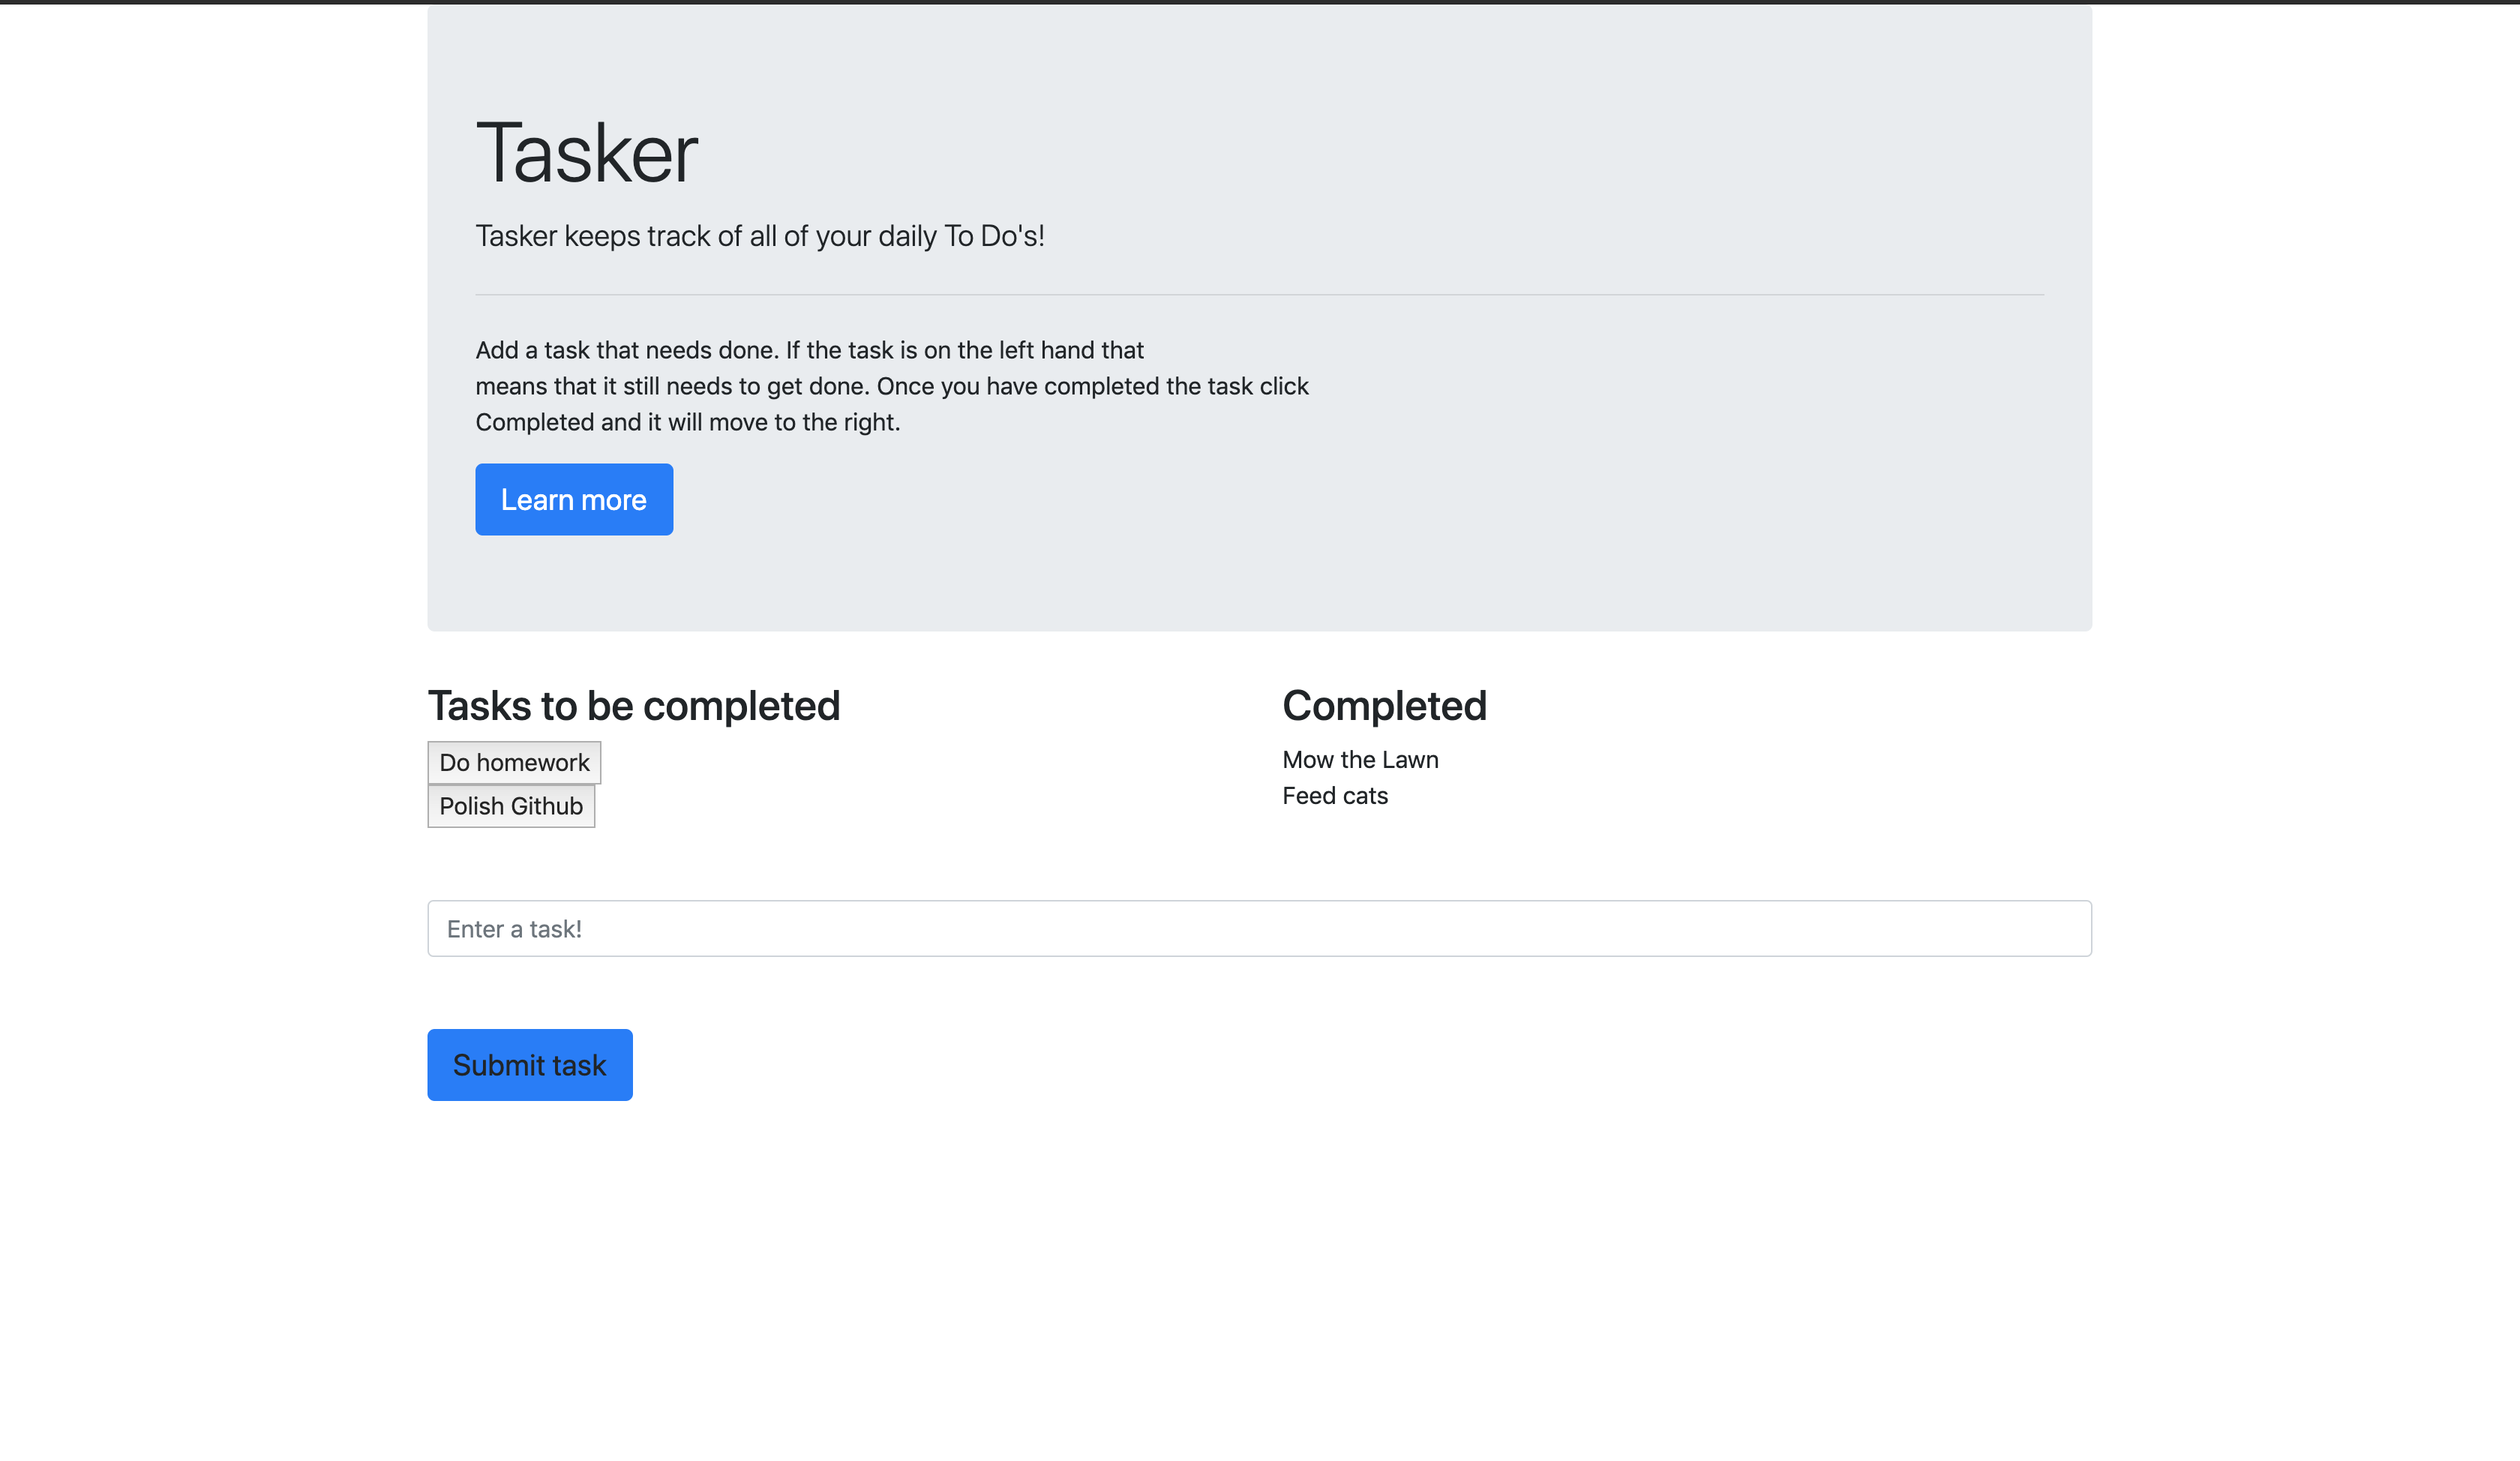 Tasker
Tasker keeps track of all of your daily To Do's!
Add a task that needs done. If the task is on the left hand that
means that it still needs to get done. Once you have completed the task click
Completed and it will move to the right.
Learn more
Tasks to be completed
Do homework
Polish Github
Completed
Mow the Lawn
Feed cats
Enter a task!
Submit task